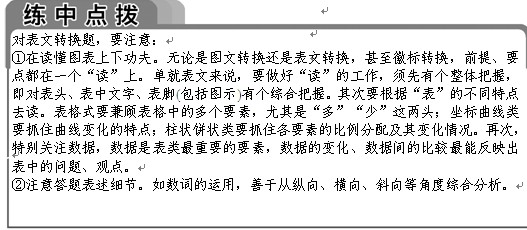 练中点拨
对表文转换题，要注意：
①在读懂图表上下功夫。无论是图文转换还是表文转换，甚至徽标转换，前提、要
点都在一个“读”上。单就表文来说，要做好“读”的工作，须先有个整体把握，
即对表头、表中文字、表脚(包括图示)有个综合把握。其次要根据“表”的不同特点
去读。表格式要兼顾表格中的多个要素，尤其是“多”“少”这两头；坐标曲线类
要抓住曲线变化的特点；柱状饼状类要抓住各要素的比例分配及其变化情况。再次，
特别关注数据，数据是表类最重要的要素，数据的变化、数据间的比较最能反映出
表中的问题、观点。
②注意答题表述细节。如数词的运用，善于从纵向、横向、斜向等角度综合分析。